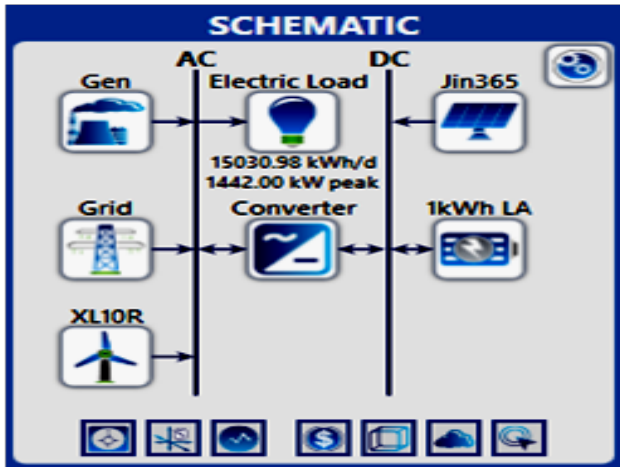 SCHEMATIC
AC DC
Gen Electric Load Jin365
15030.98 kWh/d
1442.00 kW peak
Grid Converter 1kWh LA
XL10R